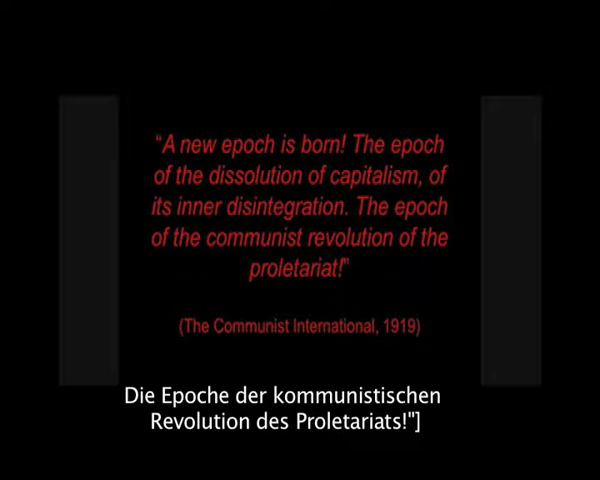 “A new epoch is born! The epoch
of the dissolution of capitalism, of
its inner disintegration. The epoch
of the communist revolution of the
proletariat!”
(The Communist International, 1919)
Die Epoche der kommunistischen
Revolution des Proletariats!"]